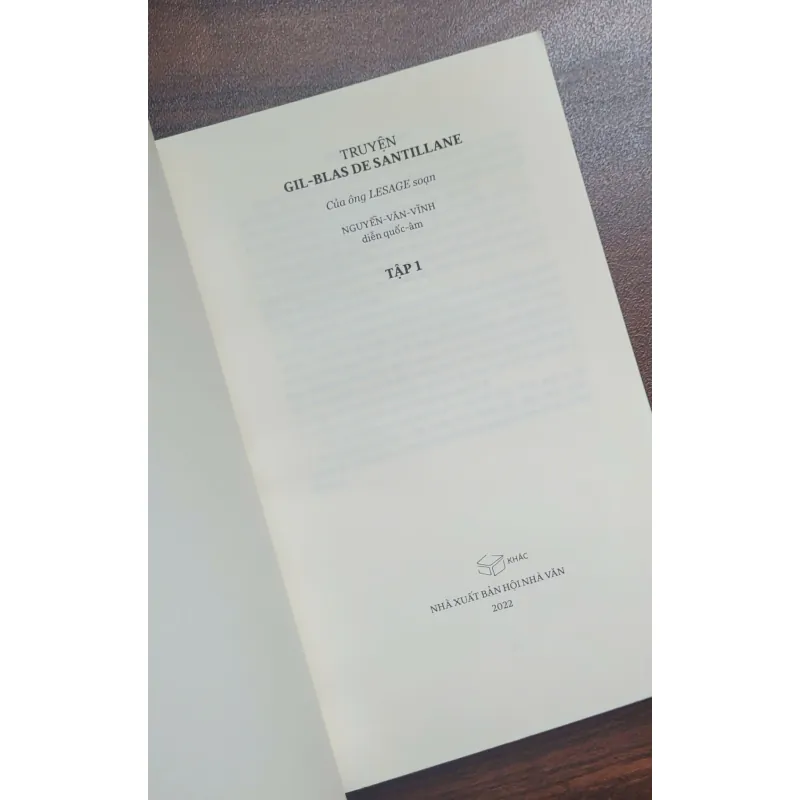 TRUYỆN
GIL-BLAS DE SANTILLANE
Của ông LESAGE soạn
NGUYỄN-VĂN-VĨNH
diễn quốc-âm
TẬP 1
KHÁC
NHÀ XUẤT BẢN HỘI NHÀ VĂN
2022